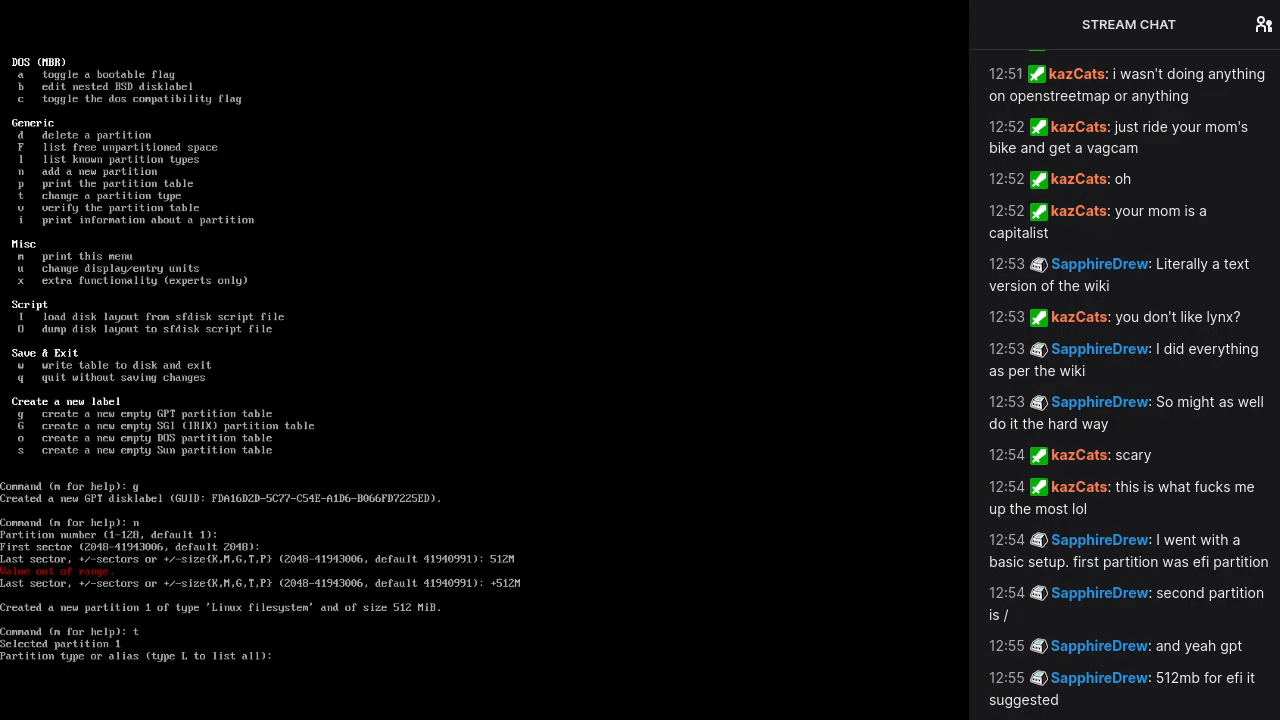 DOS (MBR)
a   toggle a bootable flag
b   edit nested BSD disklabel
c   toggle the dos compatibility flag
Generic
d   delete a partition
F   list free unpartitioned space
l   list known partition types
n   add a new partition
p   print the partition table
t   change a partition type
v   verify the partition table
i   print information about a partition
Misc
m   print this menu
u   change display/entry units
x   extra functionality (experts only)
Script
I   load disk layout from sfdisk script file
O   dump disk layout to sfdisk script file
Save & Exit
w   write table to disk and exit
q   quit without saving changes
Create a new label
g   create a new empty GPT partition table
G   create a new empty SGI (IRIX) partition table
o   create a new empty DOS partition table
s   create a new empty Sun partition table
Command (m for help): g
Created a new GPT disklabel (GUID: FDA16D2D-5C77-C54E-A1D6-B066FD7225ED).
Command (m for help): n
Partition number (1-128, default 1):
First sector (2048-41943006, default 2048):
Last sector, +/-sectors or +/-size{K,M,G,T,P} (2048-41943006, default 41940991): 512M
Value out of range.
Last sector, +/-sectors or +/-size{K,M,G,T,P} (2048-41943006, default 41940991): +512M
Created a new partition 1 of type 'Linux filesystem' and of size 512 MiB.
Command (m for help): t
Selected partition 1
Partition type or alias (type L to list all):
STREAM CHAT
12:51 kazCats: i wasn't doing anything
on openstreetmap or anything
12:52 kazCats: just ride your mom's
bike and get a vagcam
12:52 kazCats: oh
12:52 kazCats: your mom is a
capitalist
12:53 SapphireDrew: Literally a text
version of the wiki
12:53 kazCats: you don't like lynx?
12:53 SapphireDrew: I did everything
as per the wiki
12:53 SapphireDrew: So might as well
do it the hard way
12:54 kazCats: scary
12:54 kazCats: this is what fucks me
up the most lol
12:54 SapphireDrew: I went with a
basic setup. first partition was efi partition
12:54 SapphireDrew: second partition
is /
12:55 SapphireDrew: and yeah gpt
12:55 SapphireDrew: 512mb for efi it
suggested